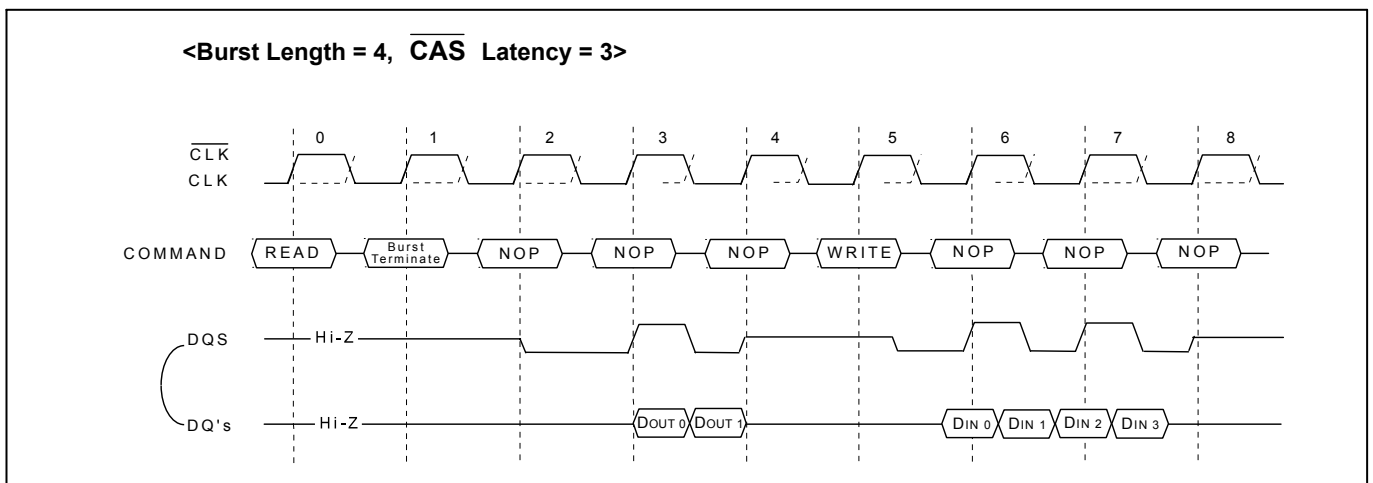 <Burst Length = 4, CAS Latency = 3>
0 1 2 3 4 5 6 7 8
CLK
CLK
COMMAND READ Burst Terminate NOP NOP NOP WRITE NOP NOP NOP
DQS Hi-Z
DQ's Hi-Z DOUT 0 DOUT 1 DIN 0 DIN 1 DIN 2 DIN 3